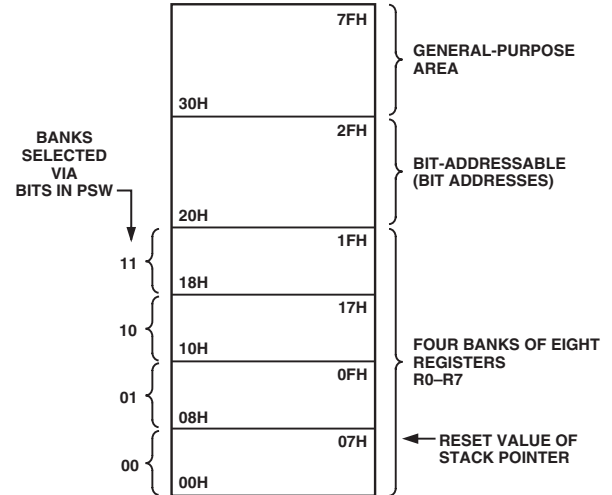 7FH
GENERAL-PURPOSE
AREA
30H
2FH
BANKS
SELECTED
VIA
BITS IN PSW
BIT-ADDRESSABLE
(BIT ADDRESSES)
20H
1FH
11
18H
17H
10
10H
FOUR BANKS OF EIGHT
REGISTERS
R0–R7
0FH
01
08H
07H
RESET VALUE OF
STACK POINTER
00
00H